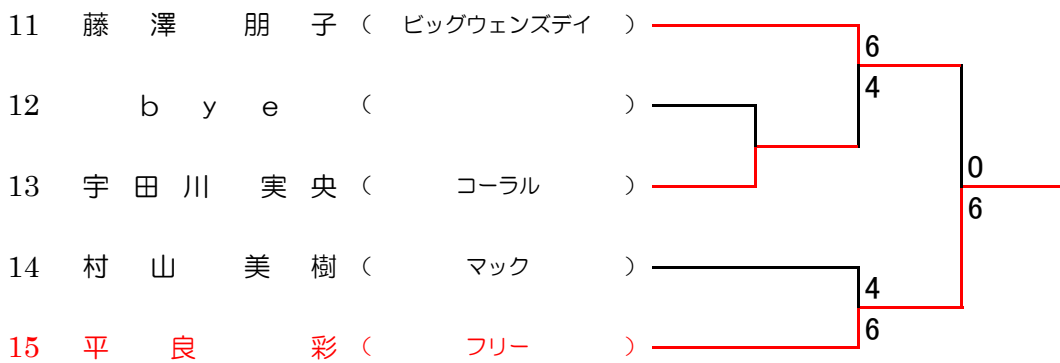 11 藤澤 朋子 ( ビッグウェンズデイ )
6
4
12 bye ( )
13 宇田川 実央 ( コーラル )
0
6
14 村山 美樹 ( マック )
4
6
15 平良 彩 ( フリー )